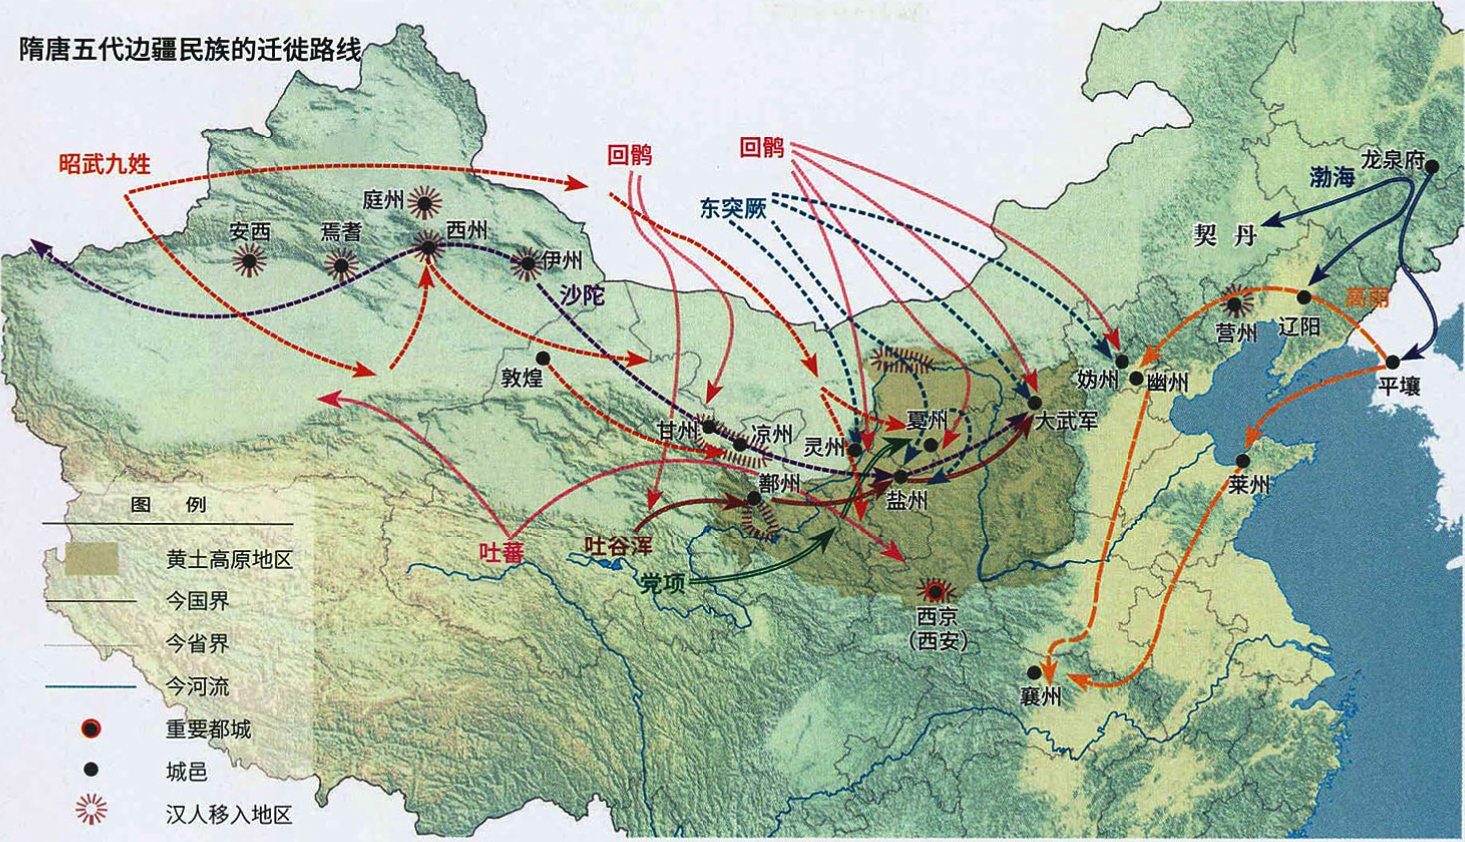 隋唐五代边疆民族的迁徙路线
昭武九姓
回鹘
回鹘
龙泉府
渤海
东突厥
庭州
契 丹
安西
焉耆
西州
伊州
沙陀
高丽
营州
辽阳
敦煌
妫州
幽州
平壤
甘州
凉州
灵州
夏州
大武军
鄯州
盐州
莱州
吐蕃
吐谷浑
党项
西京
(西安)
襄州
图 例
黄土高原地区
今国界
今省界
今河流
重要都城
城邑
汉人移入地区